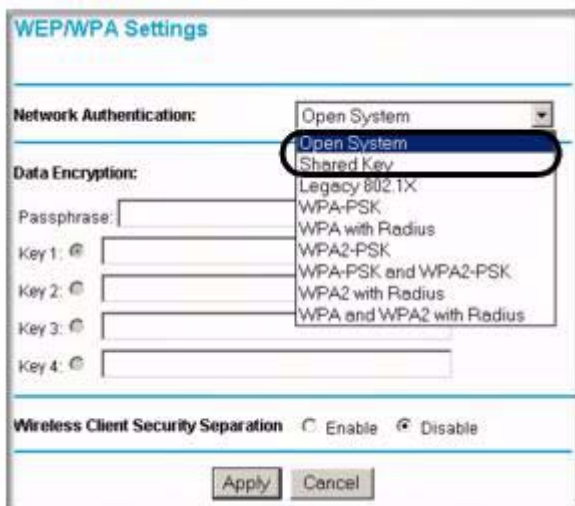 WEP/WPA Settings
Network Authentication:
Open System
Open System
Shared Key
Legacy 802.1X
WPA-PSK
WPA with Radius
WPA2-PSK
WPA-PSK and WPA2-PSK
WPA2 with Radius
WPA and WPA2 with Radius
Data Encryption:
Passphrase:
Key 1:
Key 2:
Key 3:
Key 4:
Wireless Client Security Separation Enable Disable
Apply Cancel